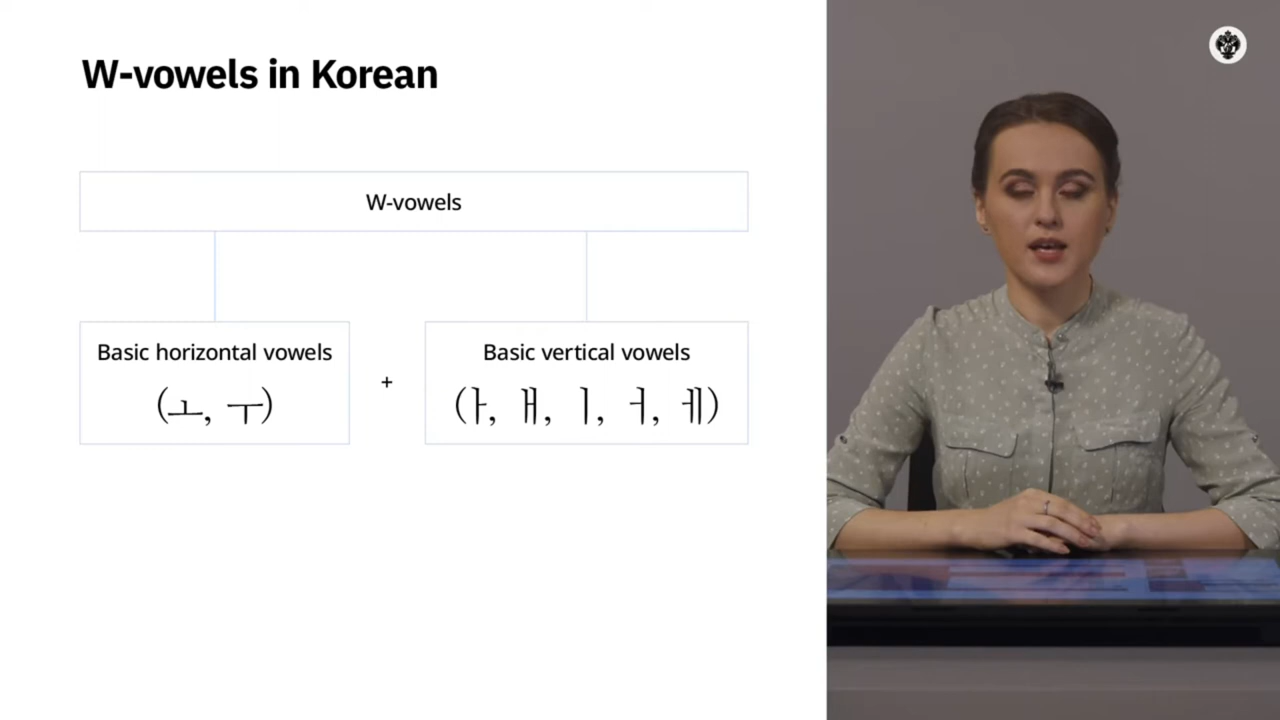 W-vowels in Korean
W-vowels
Basic horizontal vowels
(ㅗ, ㅜ)
+
Basic vertical vowels
(ㅏ, ㅐ, ㅣ, ㅓ, ㅔ)